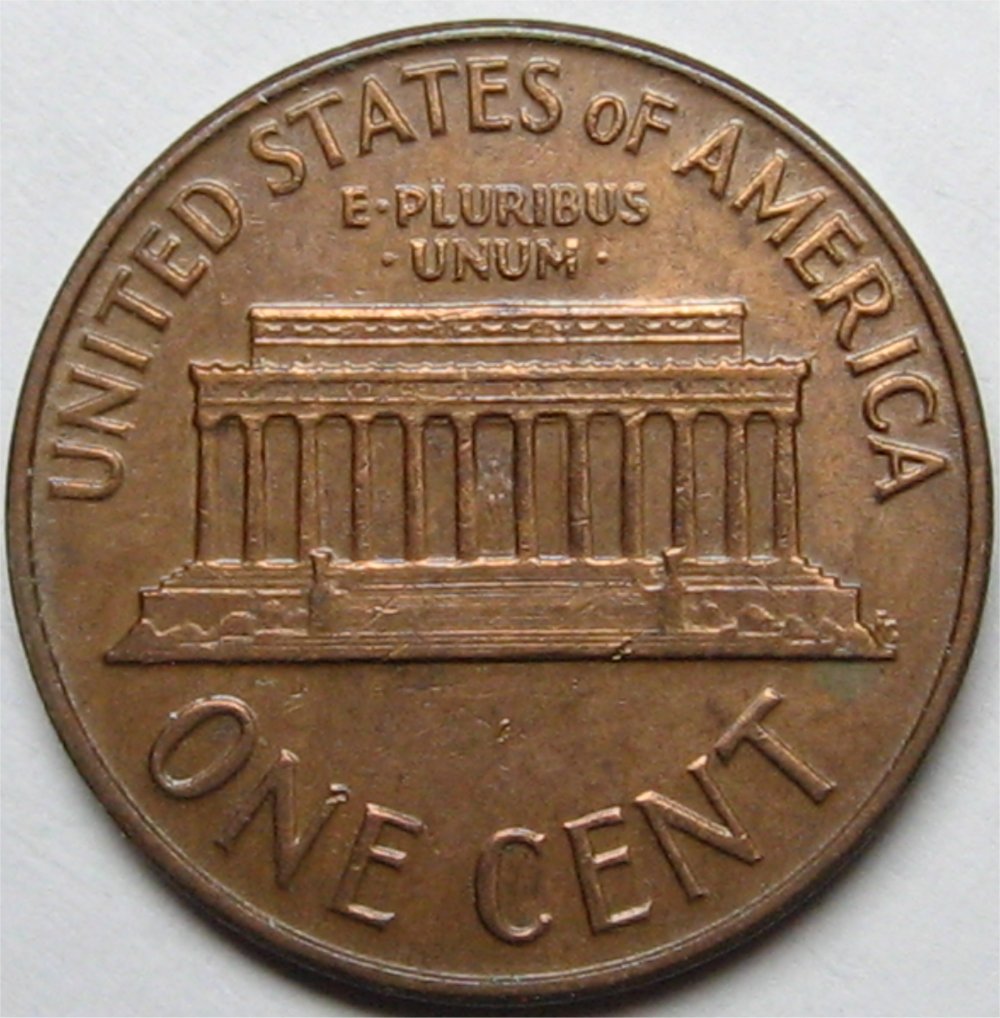 UNITED STATES OF AMERICA
E·PLURIBUS
·UNUM·
ONE CENT